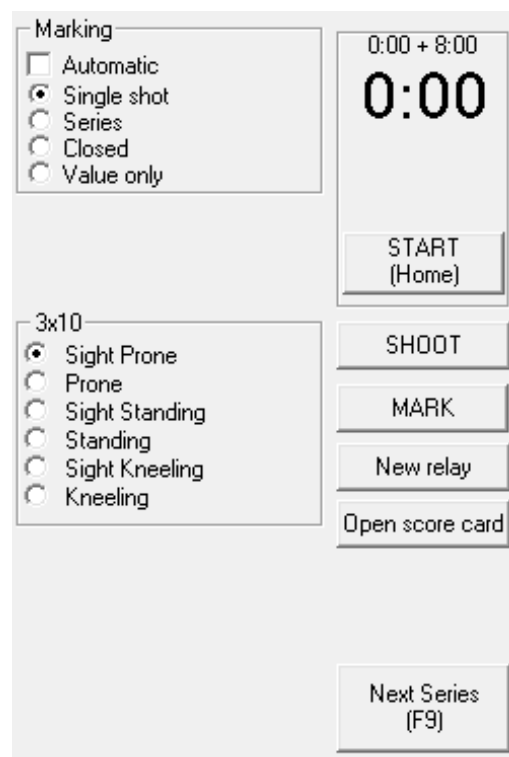 Marking
Automatic
Single shot
Series
Closed
Value only
0:00 + 8:00
0:00
START
(Home)
3x10
Sight Prone
Prone
Sight Standing
Standing
Sight Kneeling
Kneeling
SHOOT
MARK
New relay
Open score card
Next Series
(F9)